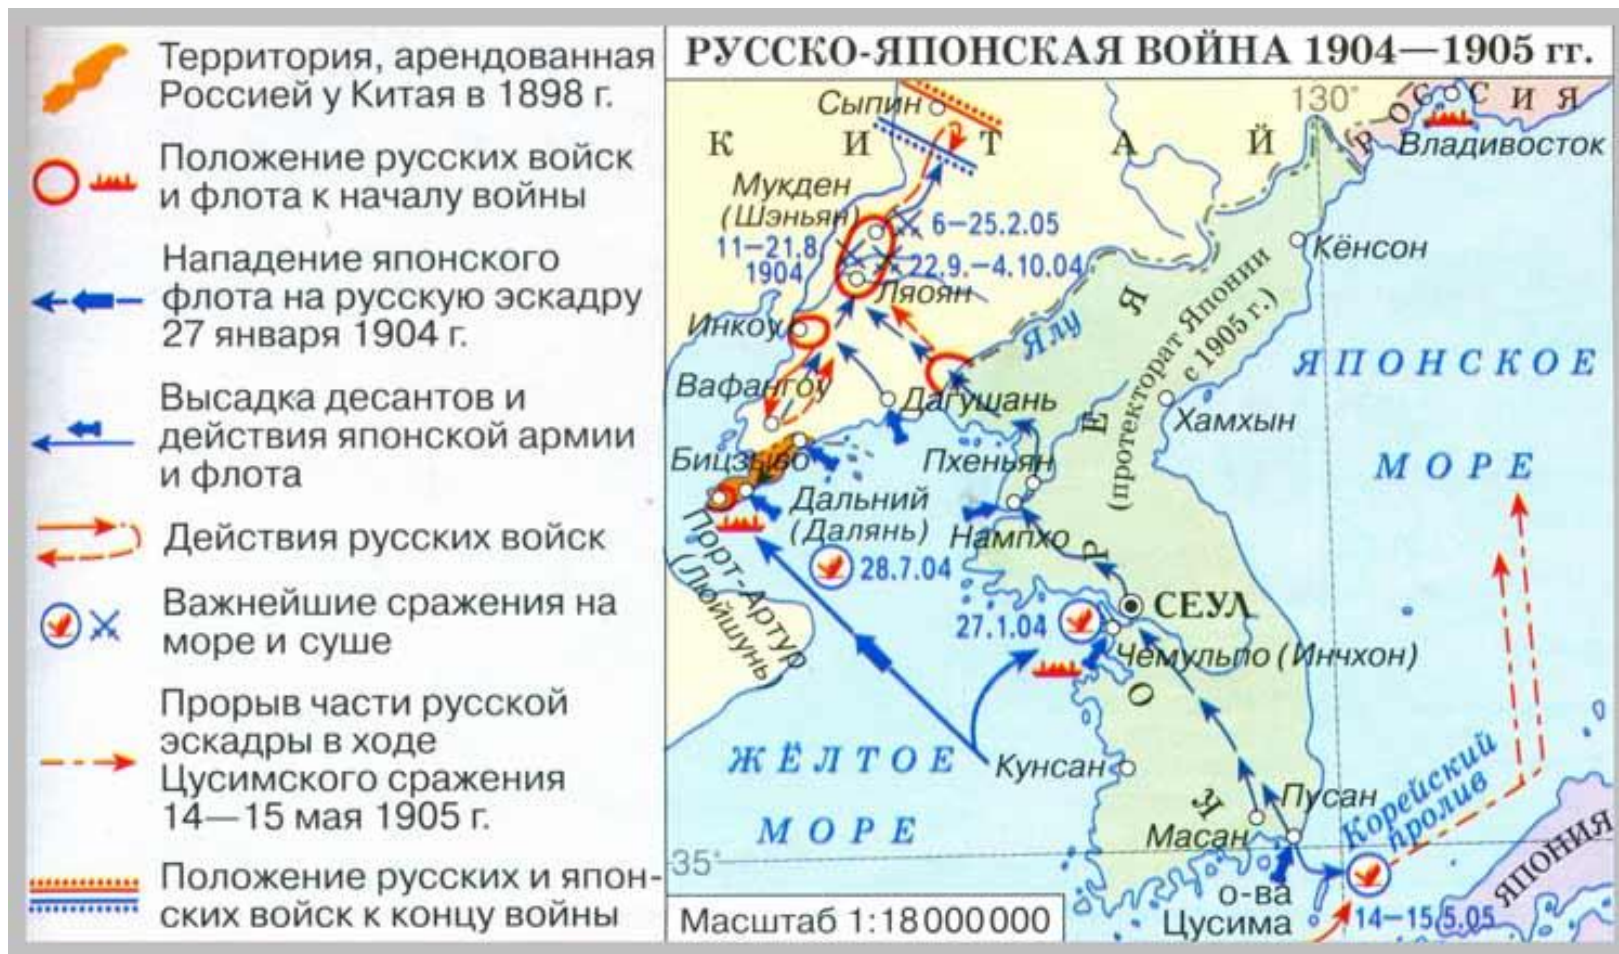 Территория, арендованная
Россией у Китая в 1898 г.
Положение русских войск
и флота к началу войны
Нападение японского
флота на русскую эскадру
27 января 1904 г.
Высадка десантов и
действия японской армии
и флота
Действия русских войск
Важнейшие сражения на
море и суше
Прорыв части русской
эскадры в ходе
Цусимского сражения
14—15 мая 1905 г.
Положение русских и япон-
ских войск к концу войны
РУССКО-ЯПОНСКАЯ ВОЙНА 1904—1905 гг.
Сыпин
130°
РОССИЯ
КИТАЙ
Владивосток
Мукден
(Шэньян)
6—25.2.05
11—21.8
1904
22.9.—4.10.04
Ляоян
Кёнсон
Инкоу
Ялу
(протекторат Японии
с 1905 г.)
ЯПОНСКОЕ
МОРЕ
Вафангоу
Дагушань
Хамхын
Бицзыво
Пхеньян
Дальний
(Далянь)
Нампхо
Порт-Артур
(Люйшунь)
28.7.04
КОРЕЯ
СЕУЛ
27.1.04
Чемульпо (Инчхон)
ЖЁЛТОЕ
МОРЕ
Кунсан
Пусан
Масан
Корейский
пролив
35°
ЯПОНИЯ
о-ва
Цусима
14—15.5.05
Масштаб 1:18 000 000